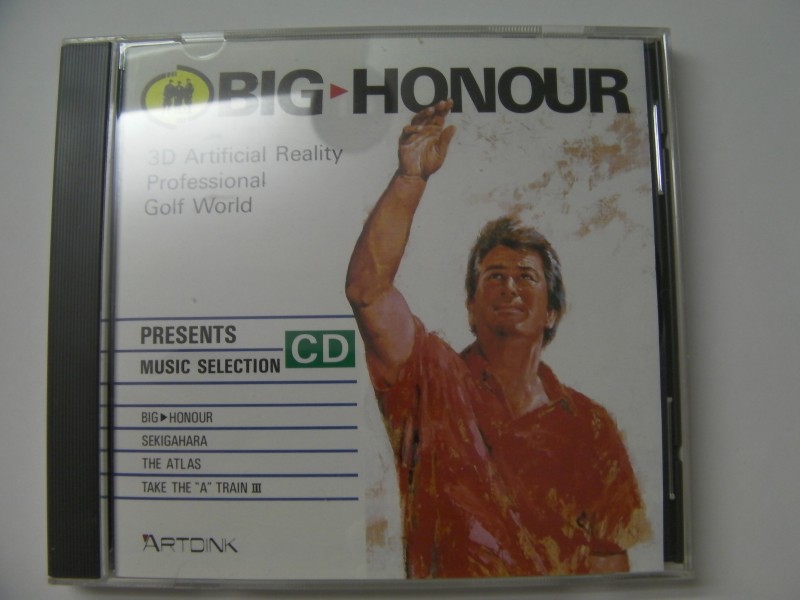 BIG▶HONOUR
3D Artificial Reality
Professional
Golf World
PRESENTS
MUSIC SELECTION CD
BIG▶HONOUR
SEKIGAHARA
THE ATLAS
TAKE THE "A" TRAIN III
ARTDINK